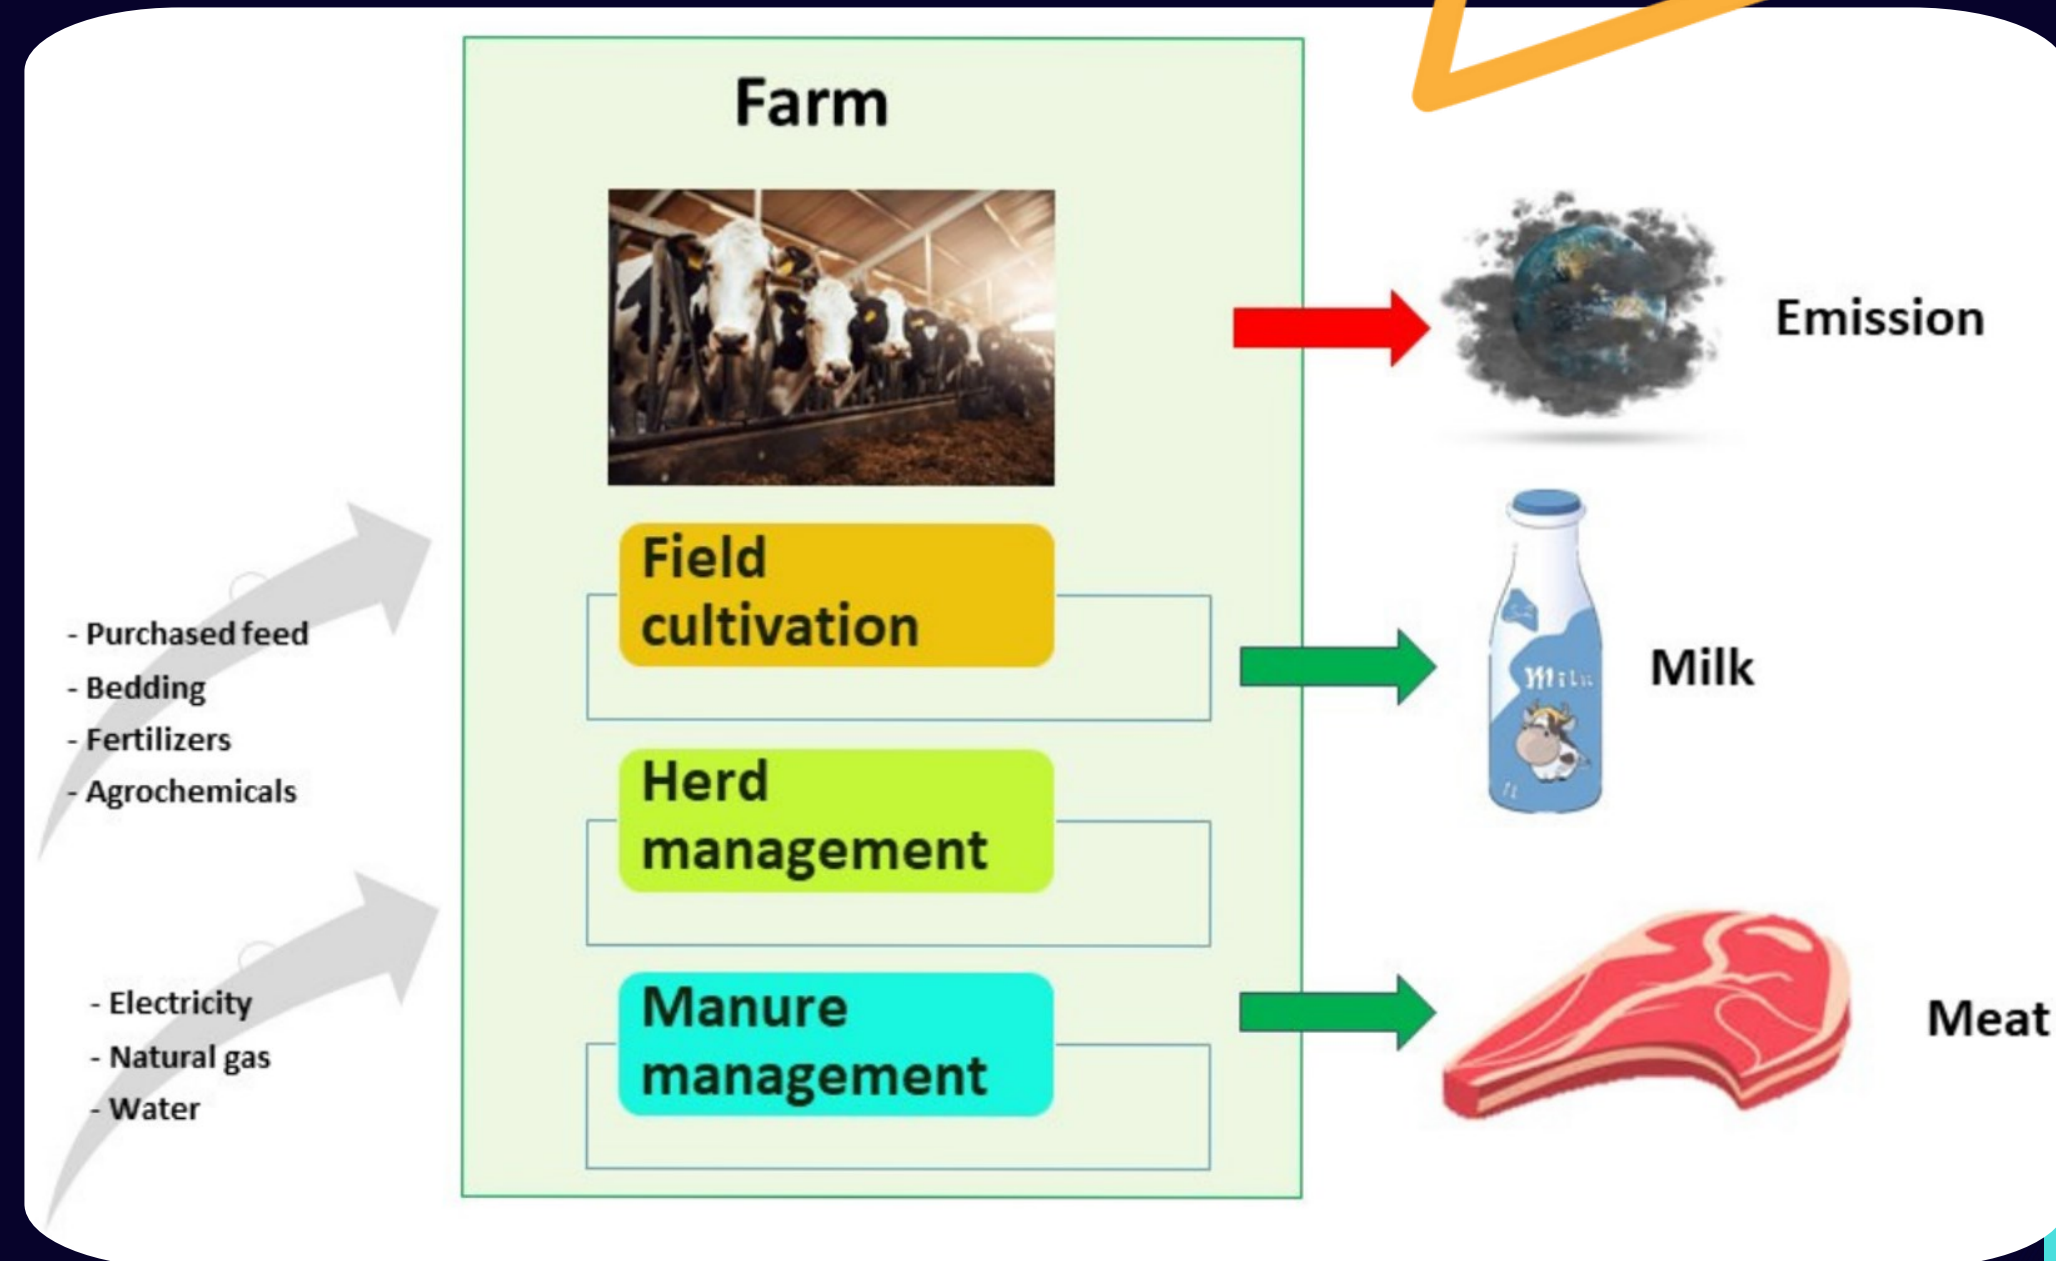 Farm
- Purchased feed
- Bedding
- Fertilizers
- Agrochemicals
- Electricity
- Natural gas
- Water
Field
cultivation
Herd
management
Manure
management
Emission
Milk
Milk
Meat